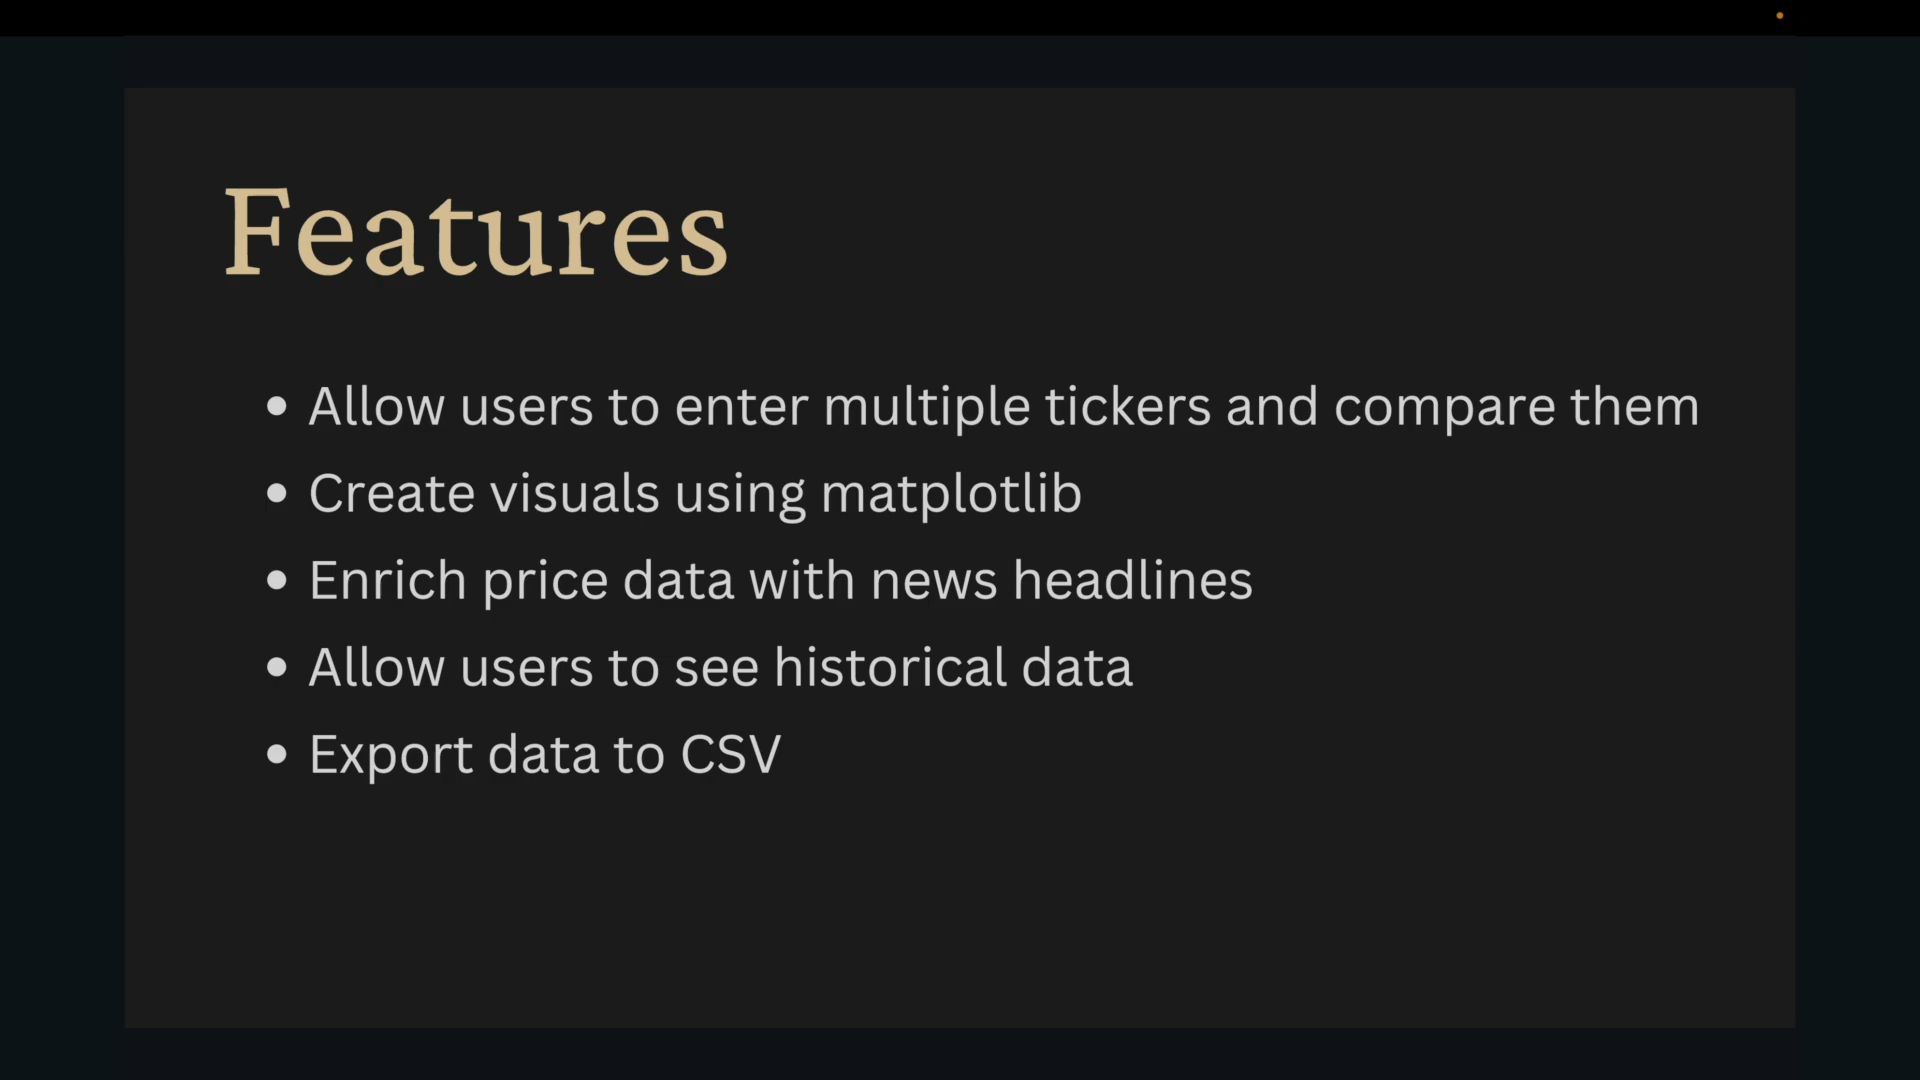 Features
• Allow users to enter multiple tickers and compare them
• Create visuals using matplotlib
• Enrich price data with news headlines
• Allow users to see historical data
• Export data to CSV